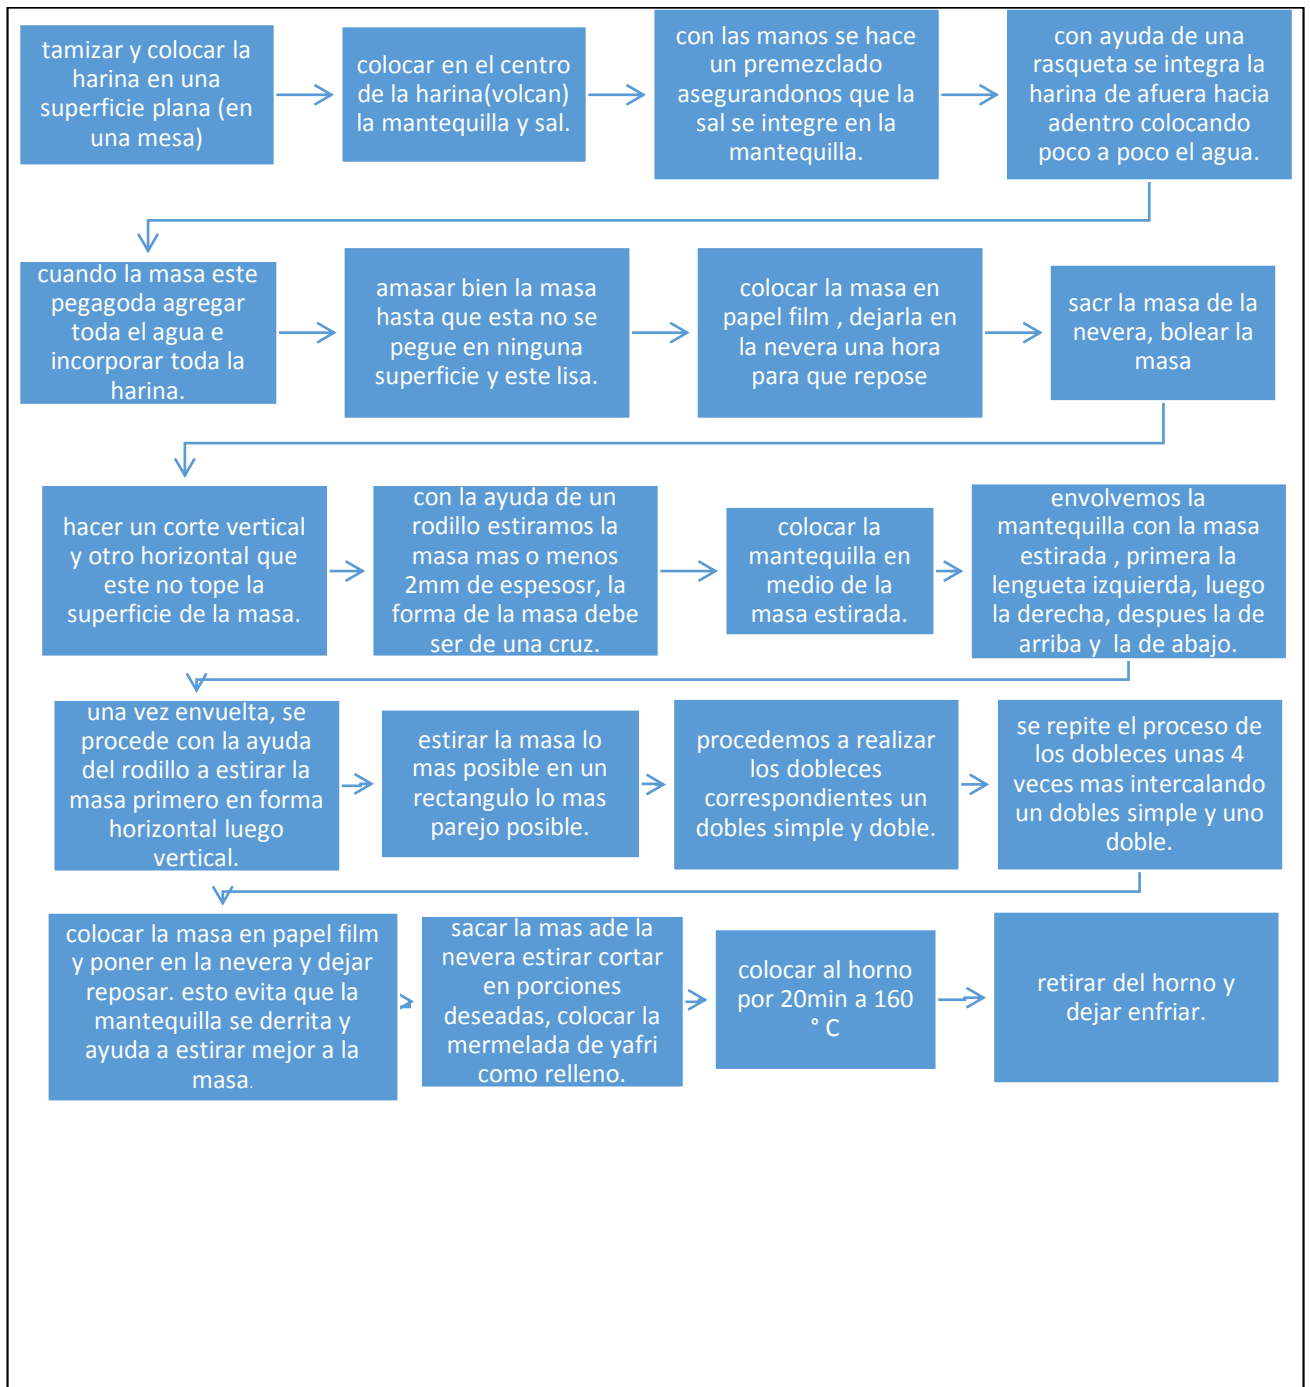 tamizar y colocar la
harina en una
superficie plana (en
una mesa)
colocar en el centro
de la harina(volcan)
la mantequilla y sal.
con las manos se hace
un premezclado
asegurandonos que la
sal se integre en la
mantequilla.
con ayuda de una
rasqueta se integra la
harina de afuera hacia
adentro colocando
poco a poco el agua.
cuando la masa este
pegagoda agregar
toda el agua e
incorporar toda la
harina.
amasar bien la masa
hasta que esta no se
pegue en ninguna
superficie y este lisa.
colocar la masa en
papel film , dejarla en
la nevera una hora
para que repose
sacr la masa de la
nevera, bolear la
masa
hacer un corte vertical
y otro horizontal que
este no tope la
superficie de la masa.
con la ayuda de un
rodillo estiramos la
masa mas o menos
2mm de espesosr, la
forma de la masa debe
ser de una cruz.
colocar la
mantequilla en
medio de la
masa estirada.
envolvemos la
mantequilla con la masa
estirada , primera la
lengueta izquierda, luego
la derecha, despues la de
arriba y la de abajo.
una vez envuelta, se
procede con la ayuda
del rodillo a estirar la
masa primero en forma
horizontal luego
vertical.
estirar la masa lo
mas posible en un
rectangulo lo mas
parejo posible.
procedemos a realizar
los dobleces
correspondientes un
dobles simple y doble.
se repite el proceso de
los dobleces unas 4
veces mas intercalando
un dobles simple y uno
doble.
colocar la masa en papel film
y poner en la nevera y dejar
reposar. esto evita que la
mantequilla se derrita y
ayuda a estirar mejor a la
masa.
sacar la mas ade la
nevera estirar cortar
en porciones
deseadas, colocar la
mermelada de yafri
como relleno.
colocar al horno
por 20min a 160
° C
retirar del horno y
dejar enfriar.